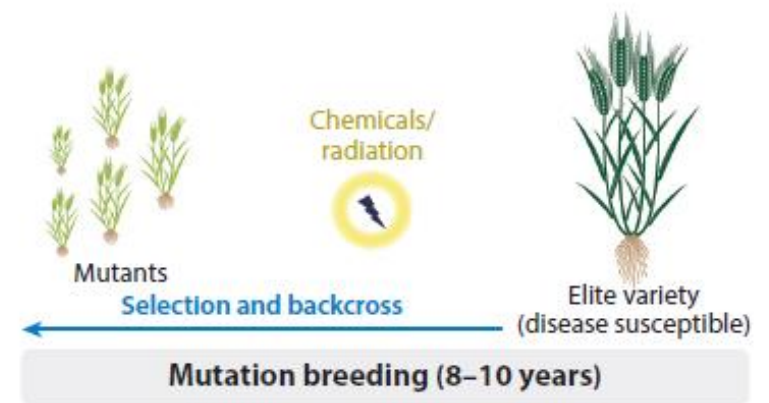 Chemicals/
radiation
Mutants
Selection and backcross
Elite variety
(disease susceptible)
Mutation breeding (8–10 years)